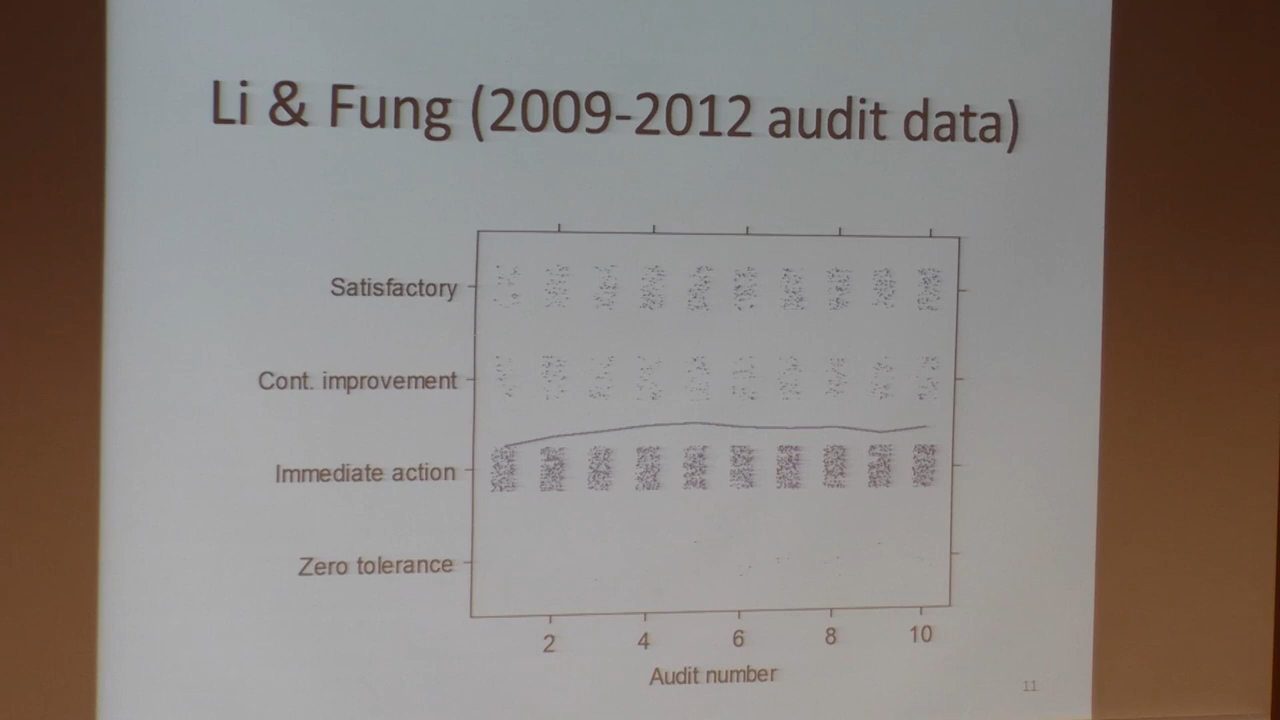 Li & Fung (2009-2012 audit data)
Satisfactory
Cont. improvement
Immediate action
Zero tolerance
2 4 6 8 10
Audit number
11